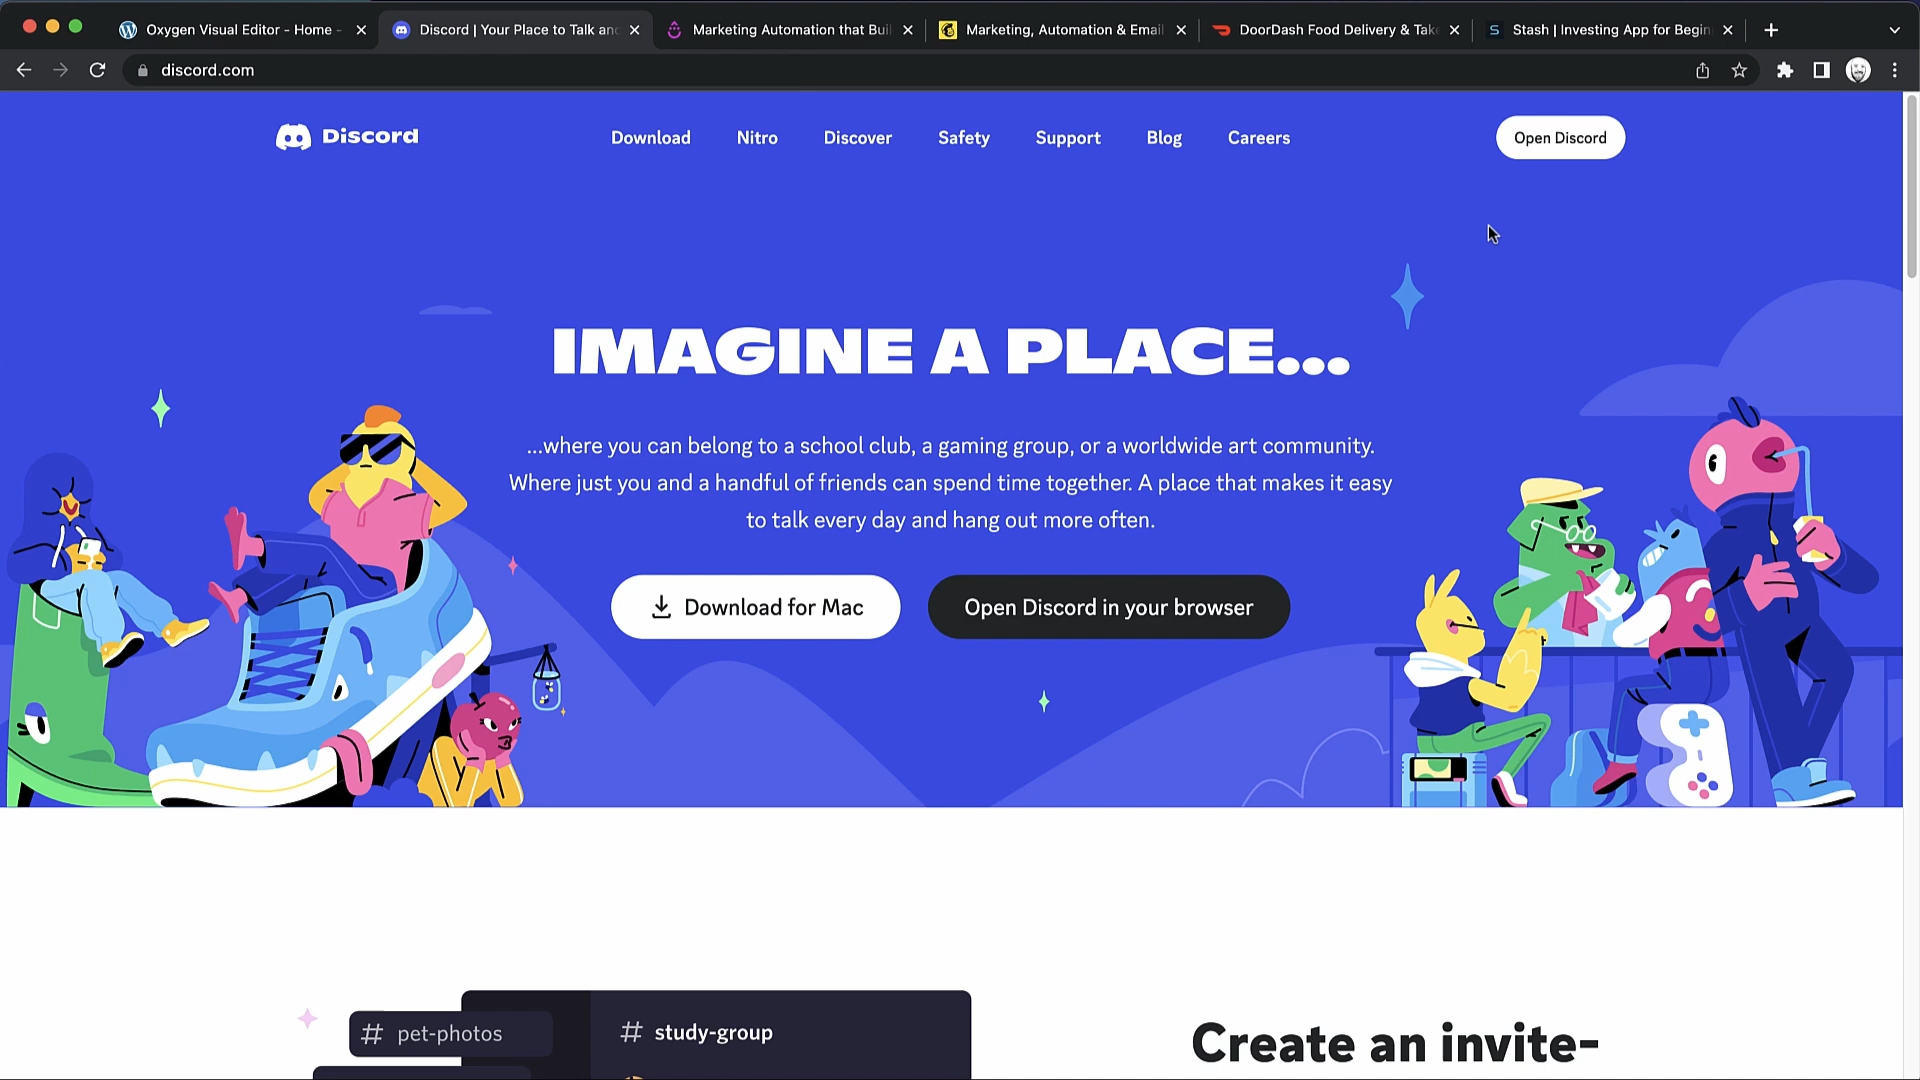 Oxygen Visual Editor - Home -
Discord | Your Place to Talk and
Marketing Automation that Buil
Marketing, Automation & Email
DoorDash Food Delivery & Take
Stash | Investing App for Begin
discord.com
Discord
Download
Nitro
Discover
Safety
Support
Blog
Careers
Open Discord
IMAGINE A PLACE...
...where you can belong to a school club, a gaming group, or a worldwide art community.
Where just you and a handful of friends can spend time together. A place that makes it easy
to talk every day and hang out more often.
Download for Mac
Open Discord in your browser
# pet-photos
# study-group
Create an invite-